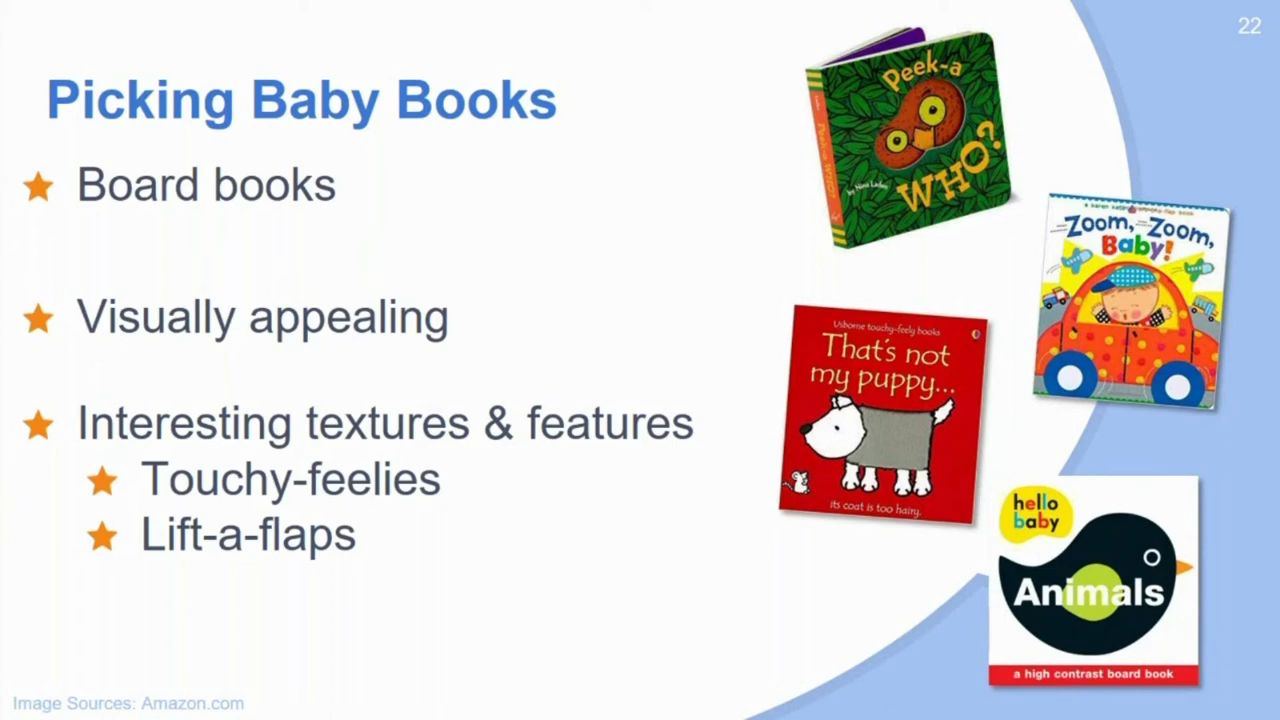 22
Picking Baby Books
Board books
Visually appealing
Interesting textures & features
Touchy-feelies
Lift-a-flaps
Peek-a
WHO?
by Nina Laden
Peek-a WHO?
Zoom, Zoom,
Baby!
Usborne touchy-feely books
That's not
my puppy...
its coat is too hairy.
hello
baby
Animals
a high contrast board book
Image Sources: Amazon.com